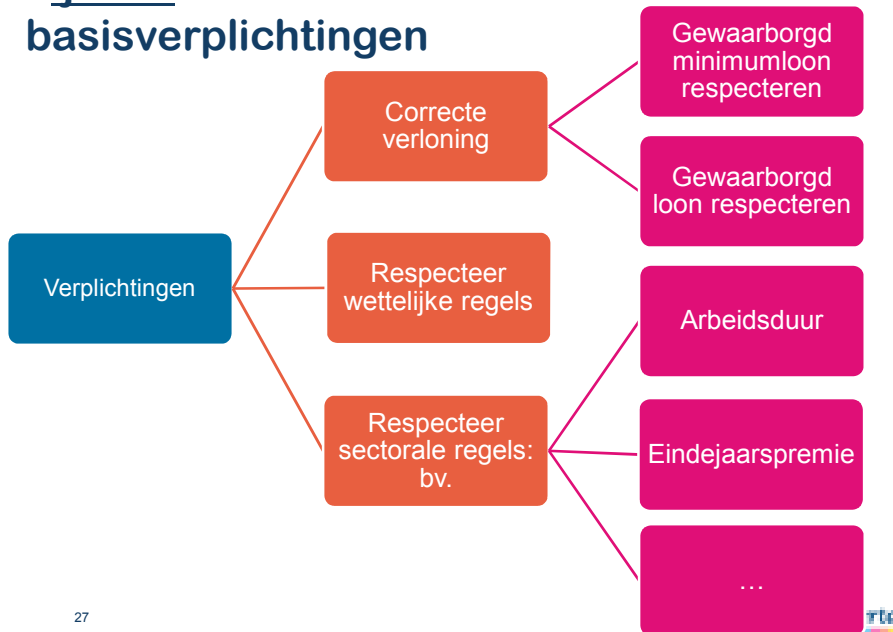 basisverplichtingen
Verplichtingen
Correcte
verloning
Gewaarborgd
minimumloon
respecteren
Gewaarborgd
loon respecteren
Respecteer
wettelijke regels
Respecteer
sectorale regels:
bv.
Arbeidsduur
Eindejaarspremie
...
27